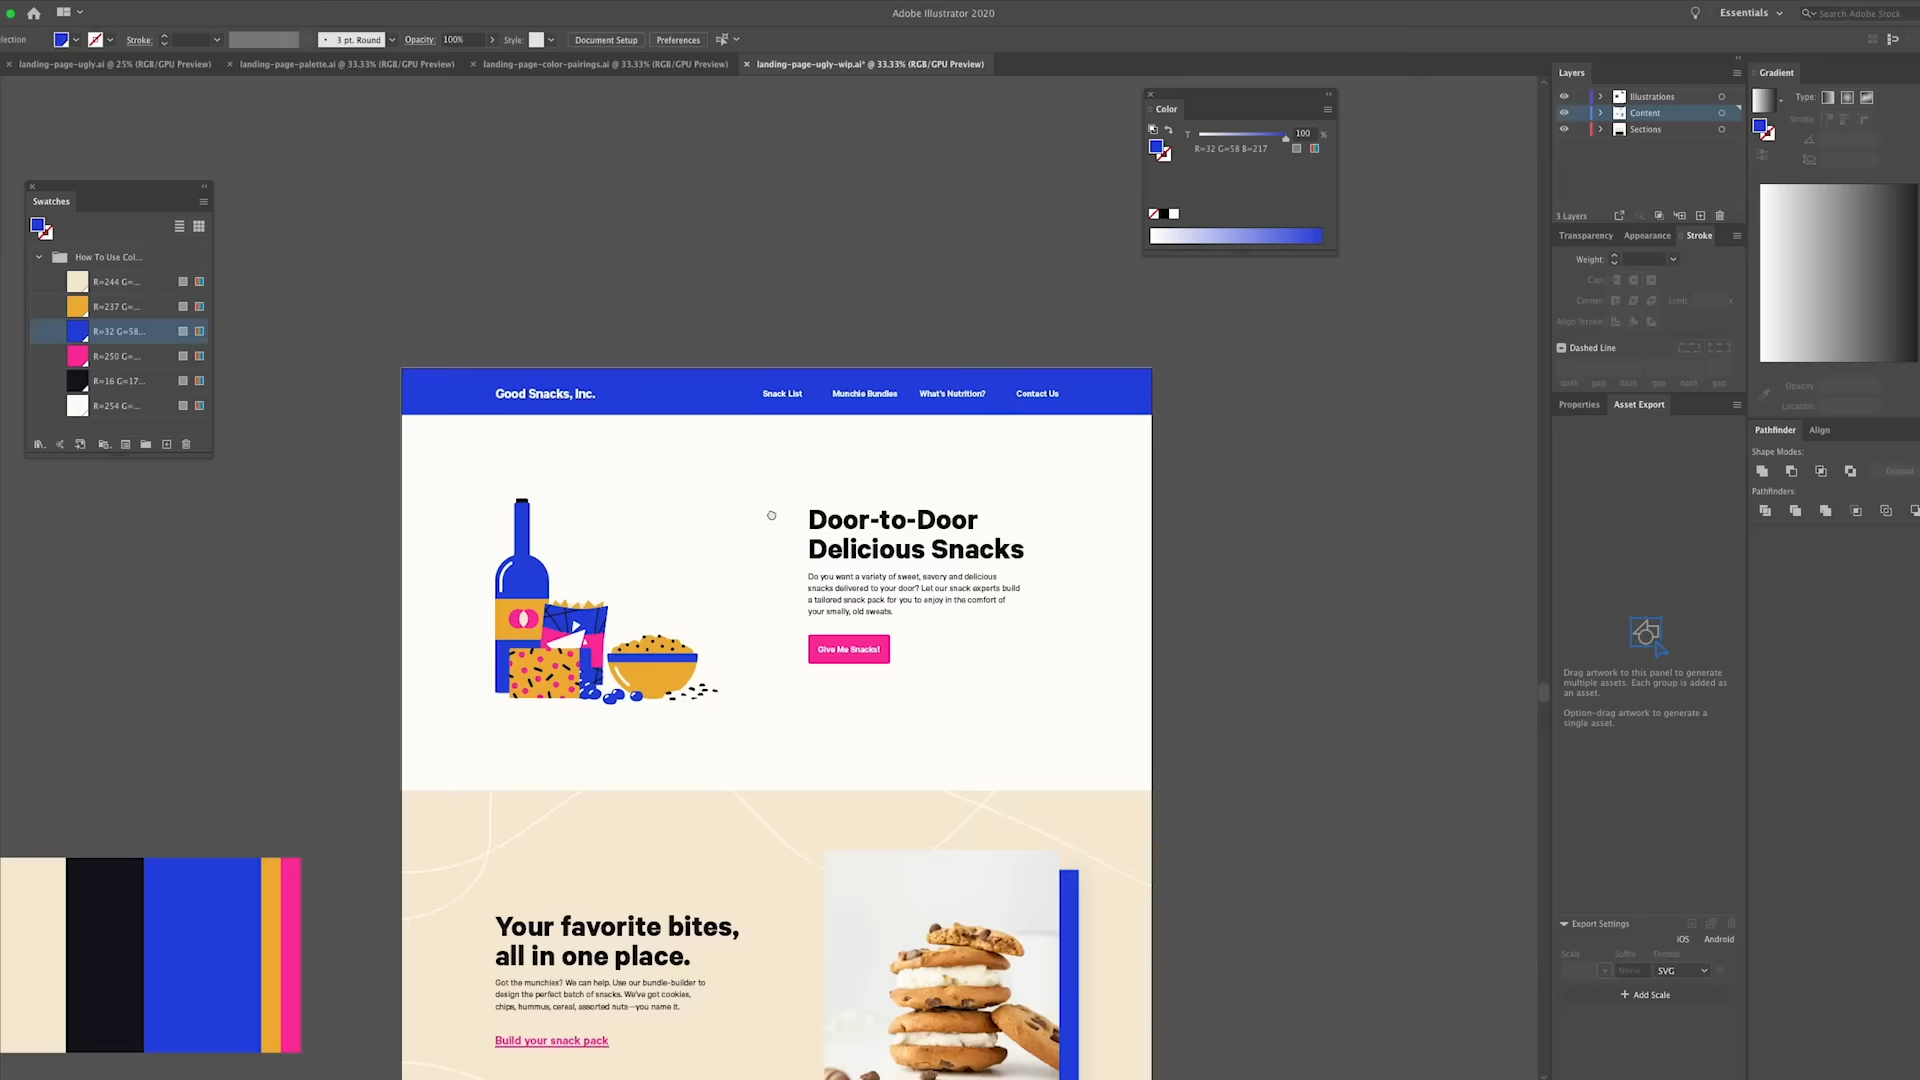 Adobe Illustrator 2020
Essentials
Search Adobe Stock
lection
Stroke:
3 pt. Round
Opacity:
100%
Style:
Document Setup
Preferences
landing-page-ugly.ai @ 25% (RGB/GPU Preview)
landing-page-palette.ai @ 33.33% (RGB/GPU Preview)
landing-page-color-pairings.ai @ 33.33% (RGB/GPU Preview)
landing-page-ugly-wip.ai* @ 33.33% (RGB/GPU Preview)
Swatches
How To Use Col...
R=244 G=...
R=237 G=...
R=32 G=58...
R=250 G=...
R=16 G=17...
R=254 G=...
Color
T
100
%
R=32 G=58 B=217
Good Snacks, Inc.
Snack List
Munchie Bundles
What's Nutrition?
Contact Us
Door-to-Door
Delicious Snacks
Do you want a variety of sweet, savory and delicious
snacks delivered to your door? Let our snack experts build
a tailored snack pack for you to enjoy in the comfort of
your smelly, old sweats.
Give Me Snacks!
Your favorite bites,
all in one place.
Got the munchies? We can help. Use our bundle-builder to
design the perfect batch of snacks. We've got cookies,
chips, hummus, cereal, assorted nuts—you name it.
Build your snack pack
Layers
Illustrations
Content
Sections
3 Layers
Transparency
Appearance
Stroke
Weight:
Cap:
Corner:
Limit:
x
Align Stroke:
Dashed Line
dash
gap
dash
gap
dash
gap
Properties
Asset Export
Drag artwork to this panel to generate
multiple assets. Each group is added as
an asset.
Option-drag artwork to generate a
single asset.
Export Settings
iOS
Android
Scale
Suffix
Format
None
SVG
+ Add Scale
Gradient
Type:
Stroke:
Opacity:
Location:
Pathfinder
Align
Shape Modes:
Expand
Pathfinders: